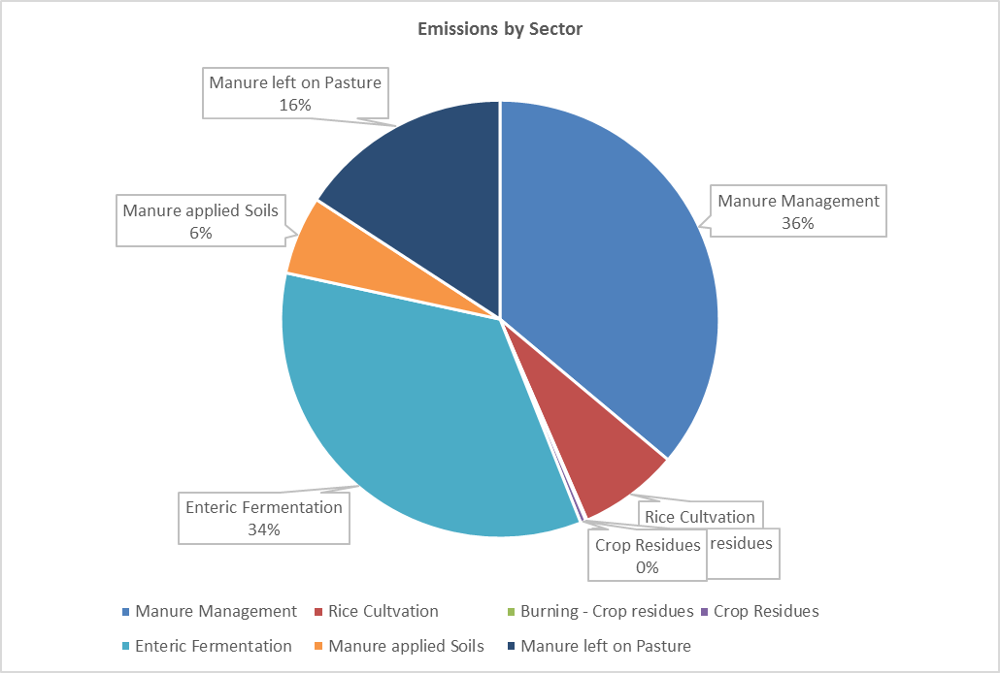 Emissions by Sector
Manure left on Pasture
16%
Manure Management
36%
Manure applied Soils
6%
Enteric Fermentation
34%
Rice Cultvation
residues
Crop Residues
0%
Manure Management
Rice Cultvation
Burning - Crop residues
Crop Residues
Enteric Fermentation
Manure applied Soils
Manure left on Pasture